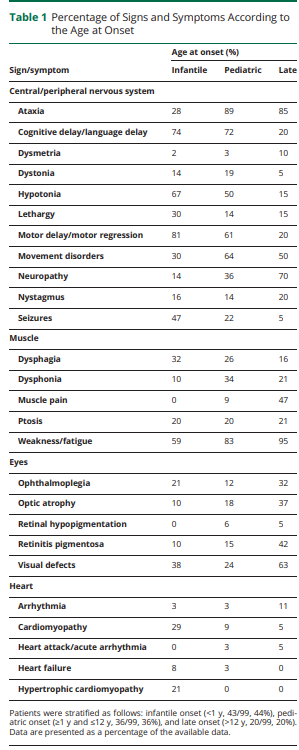 Table 1 Percentage of Signs and Symptoms According to
the Age at Onset
Age at onset (%)
Sign/symptom Infantile Pediatric Late
Central/peripheral nervous system
Ataxia 28 89 85
Cognitive delay/language delay 74 72 20
Dysmetria 2 3 10
Dystonia 14 19 5
Hypotonia 67 50 15
Lethargy 30 14 15
Motor delay/motor regression 81 61 20
Movement disorders 30 64 50
Neuropathy 14 36 70
Nystagmus 16 14 20
Seizures 47 22 5
Muscle
Dysphagia 32 26 16
Dysphonia 10 34 21
Muscle pain 0 9 47
Ptosis 20 20 21
Weakness/fatigue 59 83 95
Eyes
Ophthalmoplegia 21 12 32
Optic atrophy 10 18 37
Retinal hypopigmentation 0 6 5
Retinitis pigmentosa 10 15 42
Visual defects 38 24 63
Heart
Arrhythmia 3 3 11
Cardiomyopathy 29 9 5
Heart attack/acute arrhythmia 0 3 5
Heart failure 8 3 0
Hypertrophic cardiomyopathy 21 0 0
Patients were stratified as follows: infantile onset (<1 y, 43/99, 44%), pedi-
atric onset (≥1 y and ≤12 y, 36/99, 36%), and late onset (>12 y, 20/99, 20%).
Data are presented as a percentage of the available data.